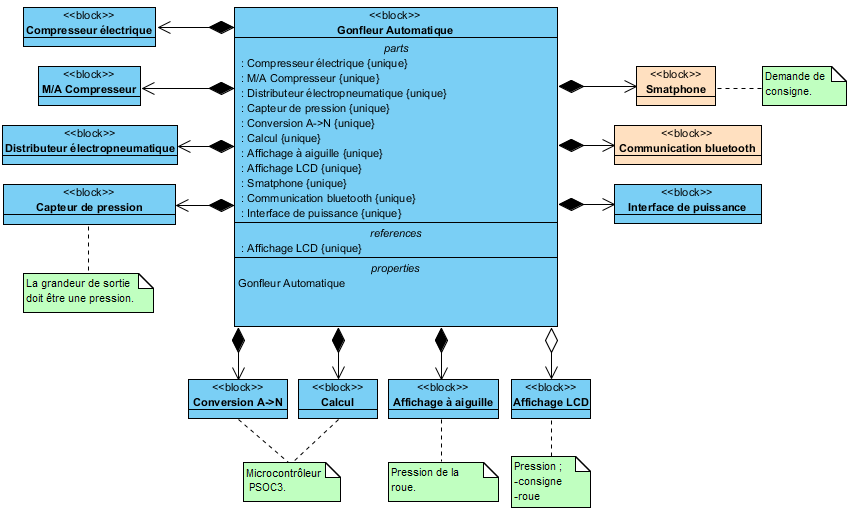 <<block>>
Compresseur électrique
<<block>>
M/A Compresseur
<<block>>
Distributeur électropneumatique
<<block>>
Capteur de pression
La grandeur de sortie
doit être une pression.
<<block>>
Gonfleur Automatique
parts
: Compresseur électrique {unique}
: M/A Compresseur {unique}
: Distributeur électropneumatique {unique}
: Capteur de pression {unique}
: Conversion A->N {unique}
: Calcul {unique}
: Affichage à aiguille {unique}
: Affichage LCD {unique}
: Smatphone {unique}
: Communication bluetooth {unique}
: Interface de puissance {unique}
references
: Affichage LCD {unique}
properties
Gonfleur Automatique
<<block>>
Smatphone
Demande de
consigne.
<<block>>
Communication bluetooth
<<block>>
Interface de puissance
<<block>>
Conversion A->N
<<block>>
Calcul
<<block>>
Affichage à aiguille
<<block>>
Affichage LCD
Microcontrôleur
PSOC3.
Pression de la
roue.
Pression ;
-consigne
-roue